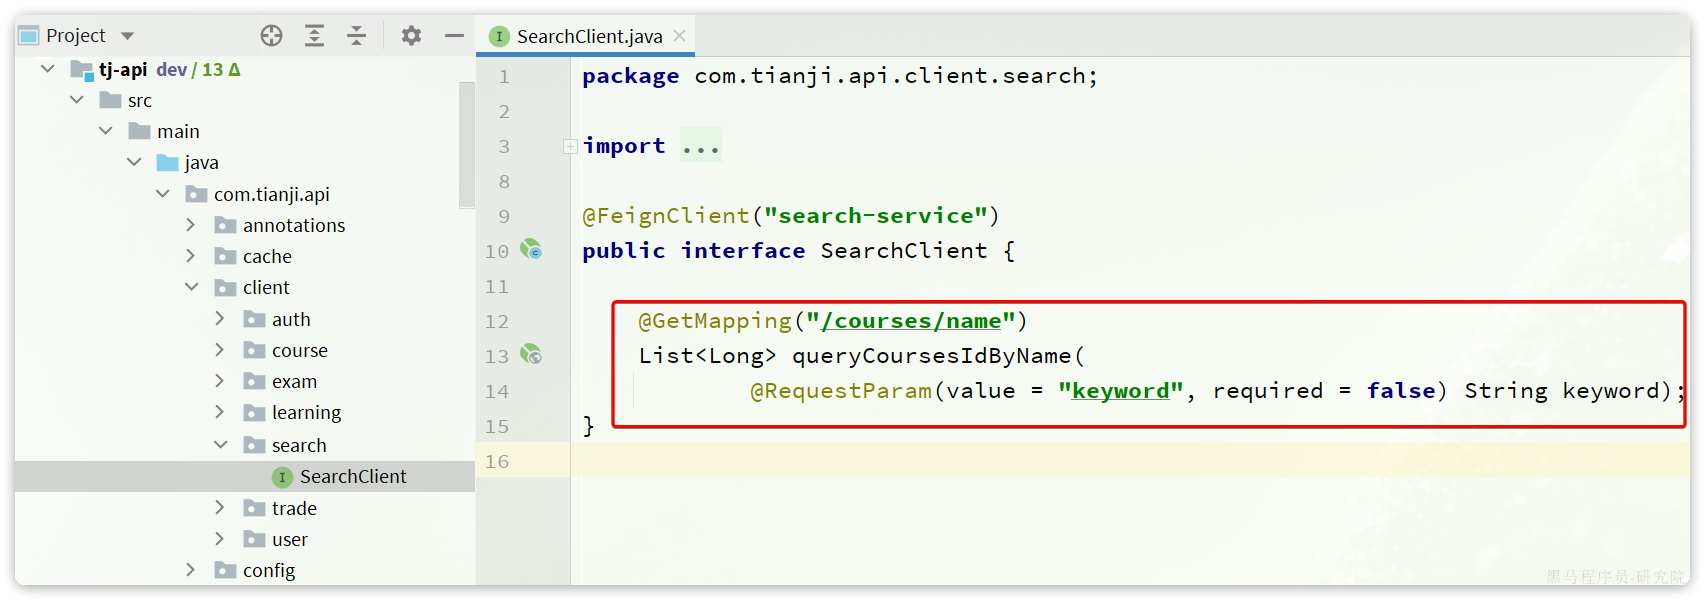 Project
SearchClient.java
tj-api dev / 13 Δ
src
main
java
com.tianji.api
annotations
cache
client
auth
course
exam
learning
search
SearchClient
trade
user
config
1 package com.tianji.api.client.search;
2
3 import ...
8
9 @FeignClient("search-service")
10 public interface SearchClient {
11
12 @GetMapping("/courses/name")
13 List<Long> queryCoursesIdByName(
14 @RequestParam(value = "keyword", required = false) String keyword);
15 }
16
黑马程序员-研究院